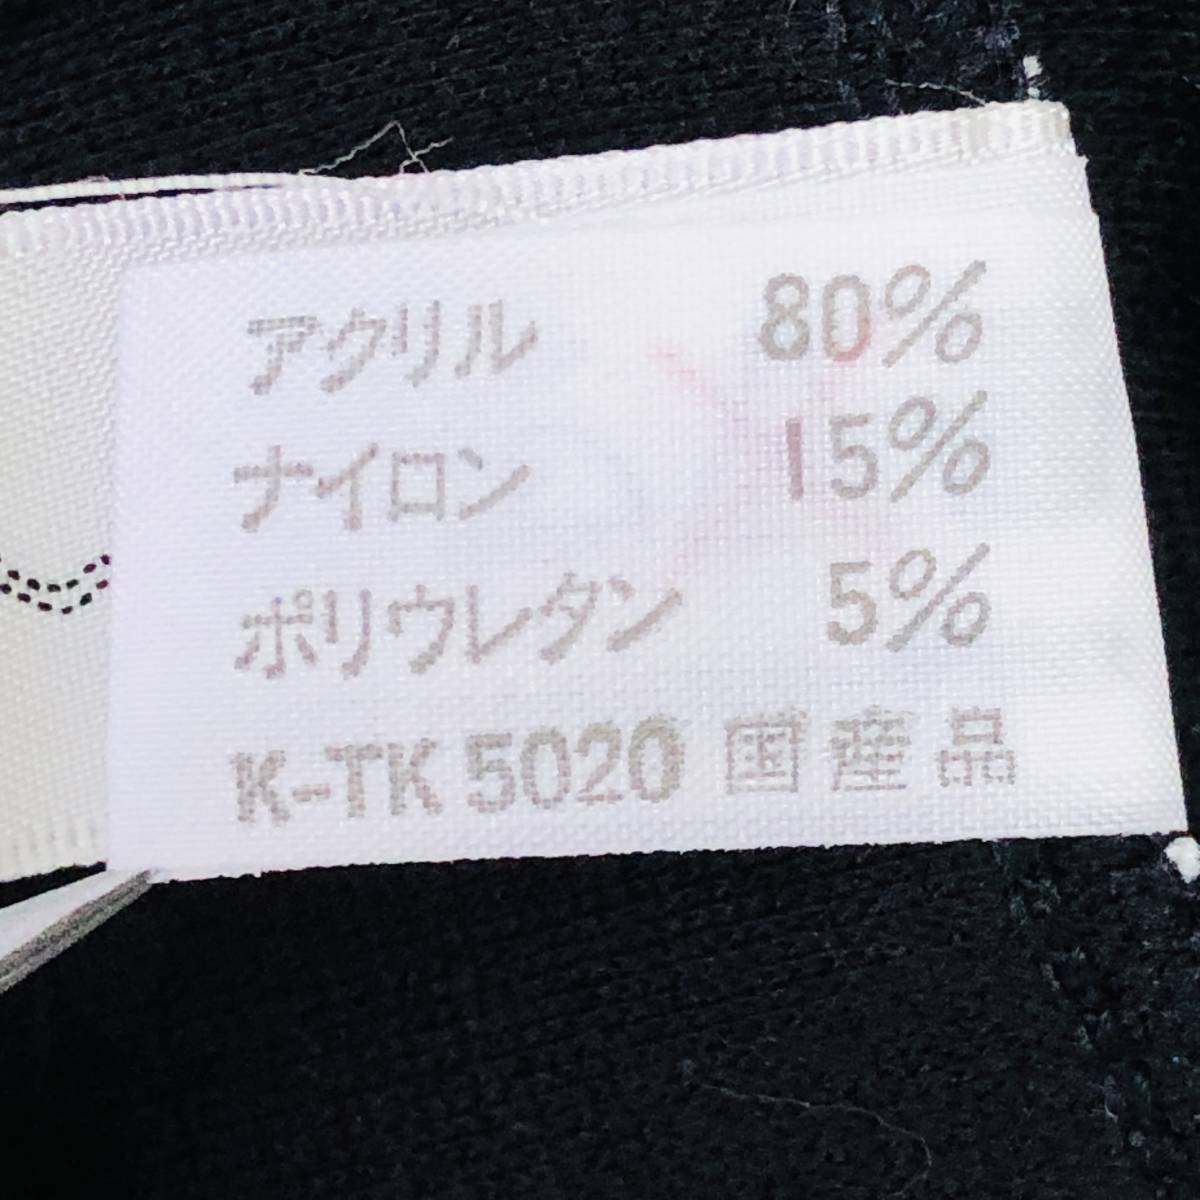 アクリル 80%
ナイロン 15%
ポリウレタン 5%
K-TK 5020 国産品